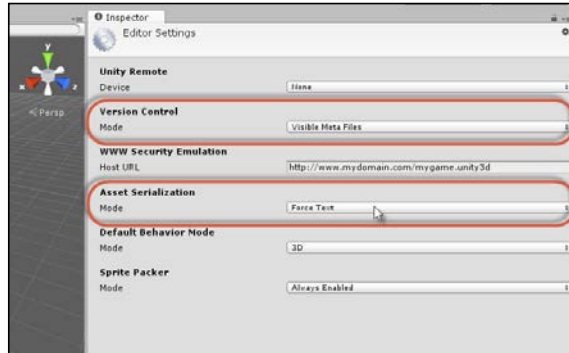 Inspector
Editor Settings
y
x
z
Persp
Unity Remote
Device None
Version Control
Mode Visible Meta Files
WWW Security Emulation
Host URL http://www.mydomain.com/mygame.unity3d
Asset Serialization
Mode Force Text
Default Behavior Mode
Mode 3D
Sprite Packer
Mode Always Enabled